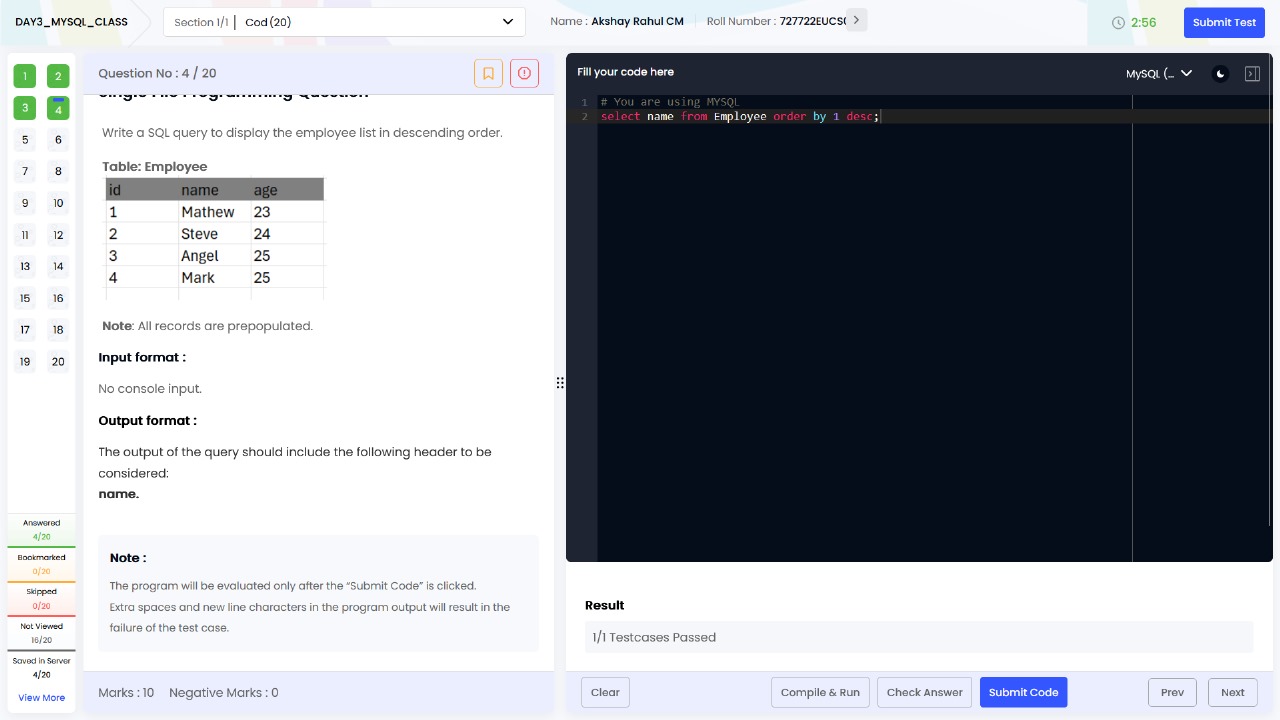 DAY3_MYSQL_CLASS
Section 1/1 | Cod (20)
Name : Akshay Rahul CM
Roll Number : 727722EUCS
2:56
Submit Test
1 2
3 4
5 6
7 8
9 10
11 12
13 14
15 16
17 18
19 20
Answered
4/20
Bookmarked
0/20
Skipped
0/20
Not Viewed
16/20
Saved in Server
4/20
View More
Question No : 4 / 20
Single File Programming Question
Write a SQL query to display the employee list in descending order.
Table: Employee
id name age
1 Mathew 23
2 Steve 24
3 Angel 25
4 Mark 25
Note: All records are prepopulated.
Input format :
No console input.
Output format :
The output of the query should include the following header to be
considered:
name.
Note :
The program will be evaluated only after the “Submit Code” is clicked.
Extra spaces and new line characters in the program output will result in the
failure of the test case.
Marks : 10 Negative Marks : 0
Fill your code here
MySQL (...
1 # You are using MYSQL
2 select name from Employee order by 1 desc;
Result
1/1 Testcases Passed
Clear
Compile & Run
Check Answer
Submit Code
Prev
Next